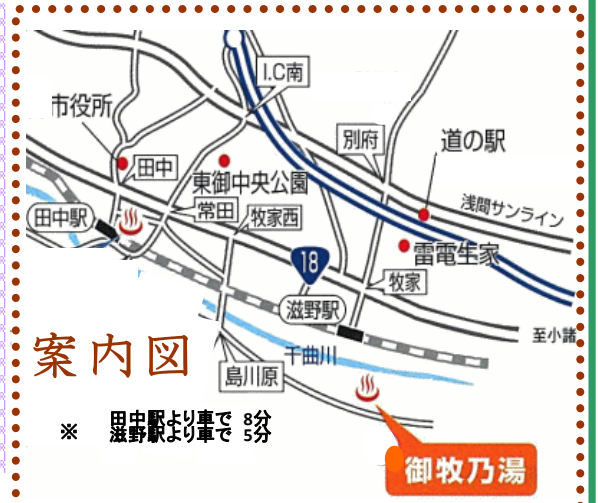 I.C南
市役所
別府
道の駅
田中
東御中央公園
浅間サンライン
田中駅
常田
牧家西
雷電生家
18
牧家
滋野駅
至小諸
千曲川
案内図
島川原
※ 田中駅より車で 8分
滋野駅より車で 5分
御牧乃湯